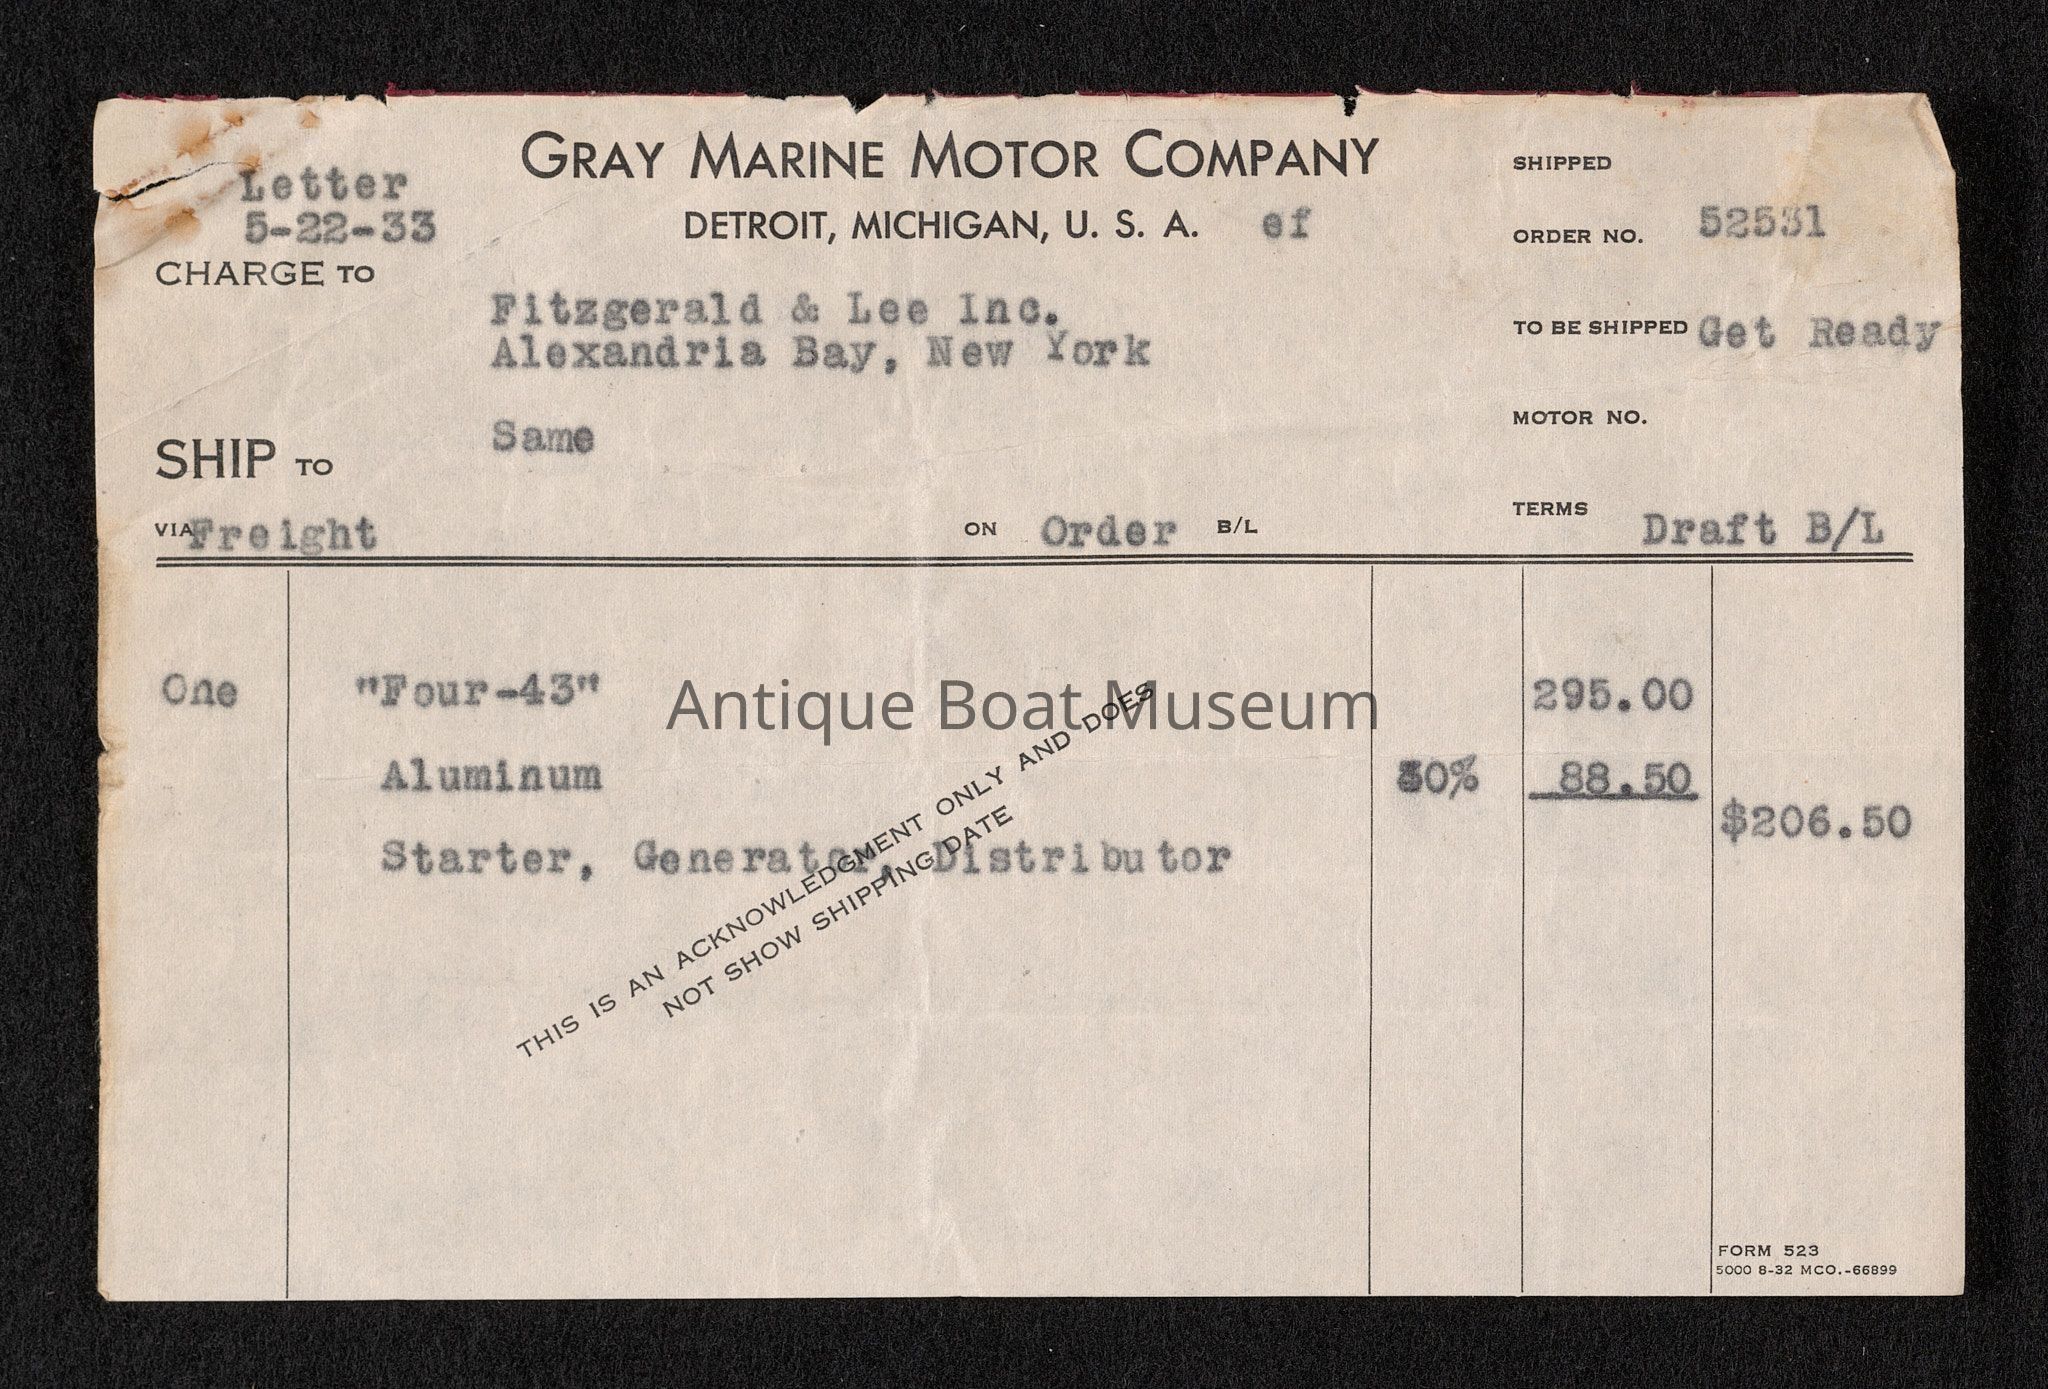 Letter
5-22-33
GRAY MARINE MOTOR COMPANY
DETROIT, MICHIGAN, U. S. A. ef
SHIPPED
ORDER NO. 52531
CHARGE TO
Fitzgerald & Lee Inc.
Alexandria Bay, New York
TO BE SHIPPED Get Ready
MOTOR NO.
SHIP TO
Same
VIA Freight ON Order B/L TERMS Draft B/L
One "Four-43" 295.00
Antique Boat Museum
Aluminum 30% 88.50
$206.50
Starter, Generator, Distributor
THIS IS AN ACKNOWLEDGMENT ONLY AND DOES
NOT SHOW SHIPPING DATE
FORM 523
5000 8-32 MCO.-66899